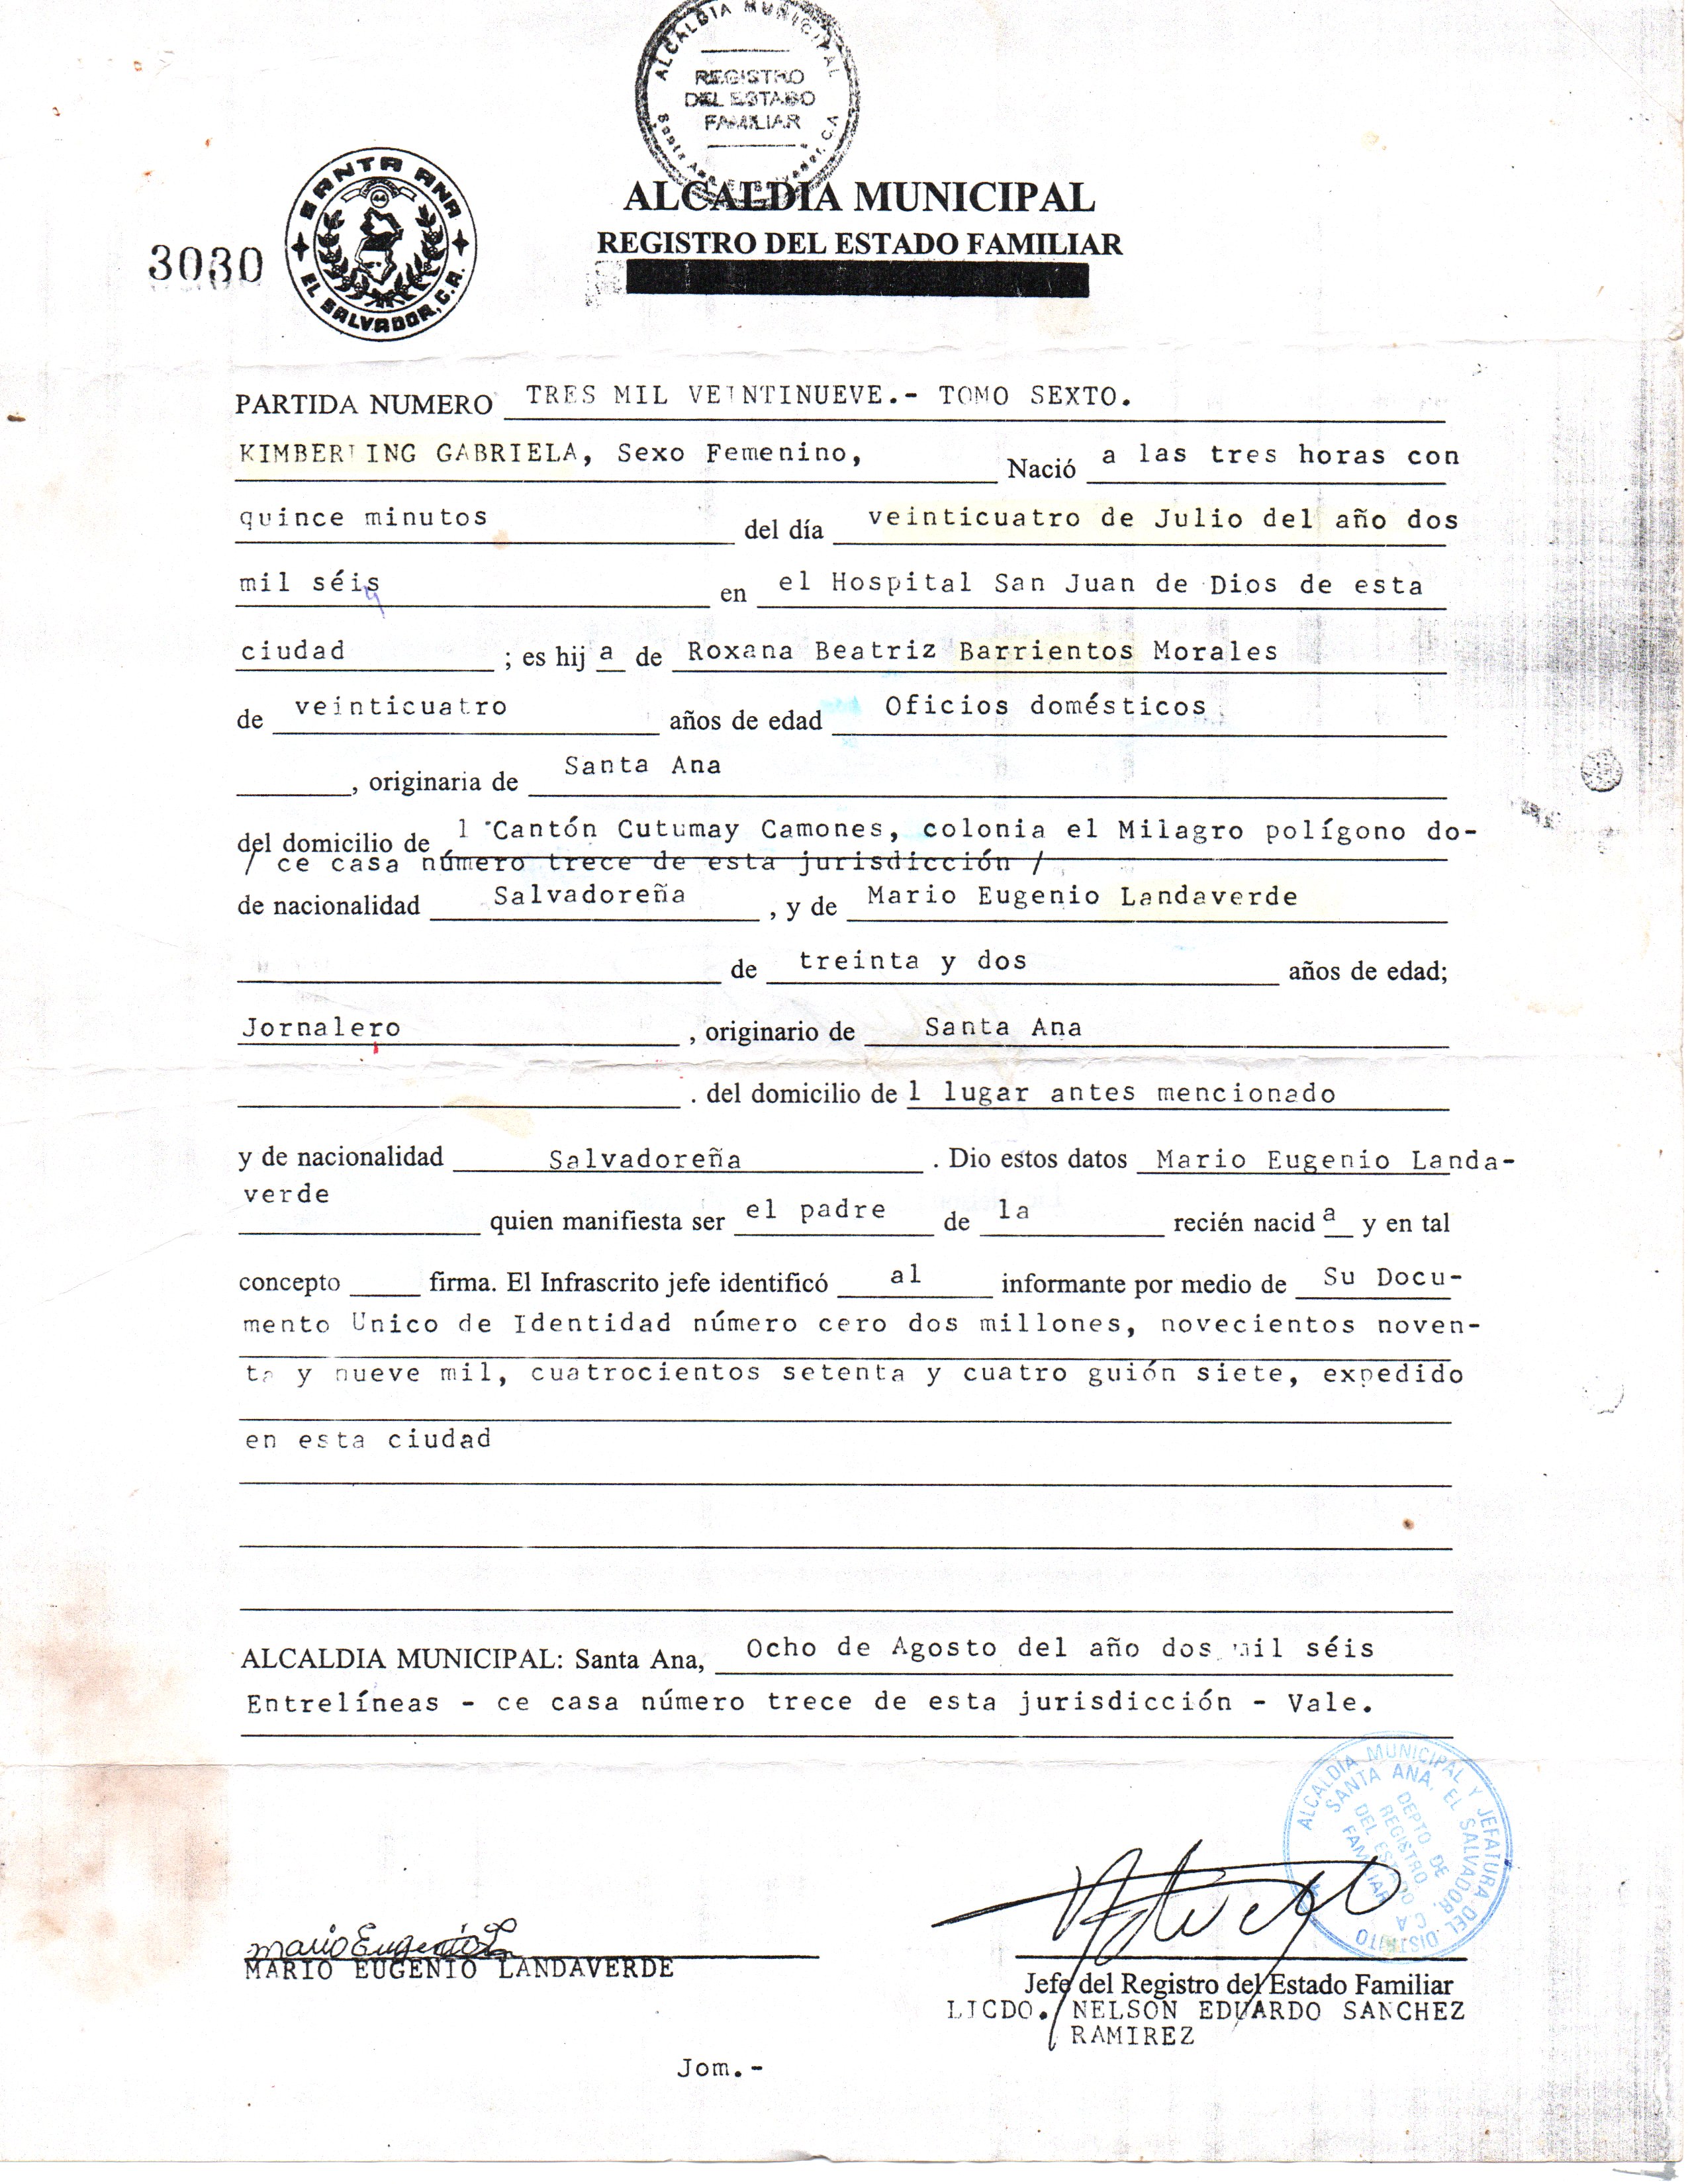 ALCALDIA MUNICIPAL
REGISTRO
DEL ESTADO
FAMILIAR
SANTA ANA
EL SALVADOR, C.A.
3030
ALCALDIA MUNICIPAL
REGISTRO DEL ESTADO FAMILIAR
PARTIDA NUMERO TRES MIL VEINTINUEVE.- TOMO SEXTO.
KIMBERLING GABRIELA, Sexo Femenino, Nació a las tres horas con
quince minutos del día veinticuatro de Julio del año dos
mil séis en el Hospital San Juan de Dios de esta
ciudad ; es hij a de Roxana Beatriz Barrientos Morales
de veinticuatro años de edad Oficios domésticos
, originaria de Santa Ana
del domicilio de l Cantón Cutumay Camones, colonia el Milagro polígono do-
/ ce casa número trece de esta jurisdicción /
de nacionalidad Salvadoreña , y de Mario Eugenio Landaverde
de treinta y dos años de edad;
Jornalero , originario de Santa Ana
. del domicilio de l lugar antes mencionado
y de nacionalidad Salvadoreña . Dio estos datos Mario Eugenio Landa-
verde
quien manifiesta ser el padre de la recién nacid a y en tal
concepto firma. El Infrascrito jefe identificó al informante por medio de Su Docu-
mento Unico de Identidad número cero dos millones, novecientos noven-
ta y nueve mil, cuatrocientos setenta y cuatro guión siete, expedido
en esta ciudad
ALCALDIA MUNICIPAL: Santa Ana, Ocho de Agosto del año dos mil séis
Entrelíneas - ce casa número trece de esta jurisdicción - Vale.
ALCALDIA MUNICIPAL Y JEFATURA DEL DISTRITO
SANTA ANA, EL SALVADOR, C.A.
DEPTO DE
REGISTRO
DEL ESTADO
FAMILIAR
Mario Eugenio L
MARIO EUGENIO LANDAVERDE
Jefe del Registro del Estado Familiar
LICDO. NELSON EDUARDO SANCHEZ
RAMIREZ
Jom.-